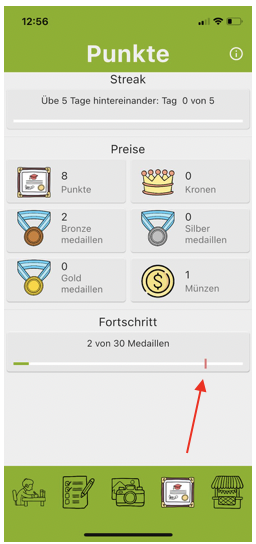 12:56
Punkte
Streak
Übe 5 Tage hintereinander: Tag 0 von 5
Preise
8
Punkte
0
Kronen
2
Bronze
medaillen
0
Silber
medaillen
0
Gold
medaillen
1
Münzen
Fortschritt
2 von 30 Medaillen